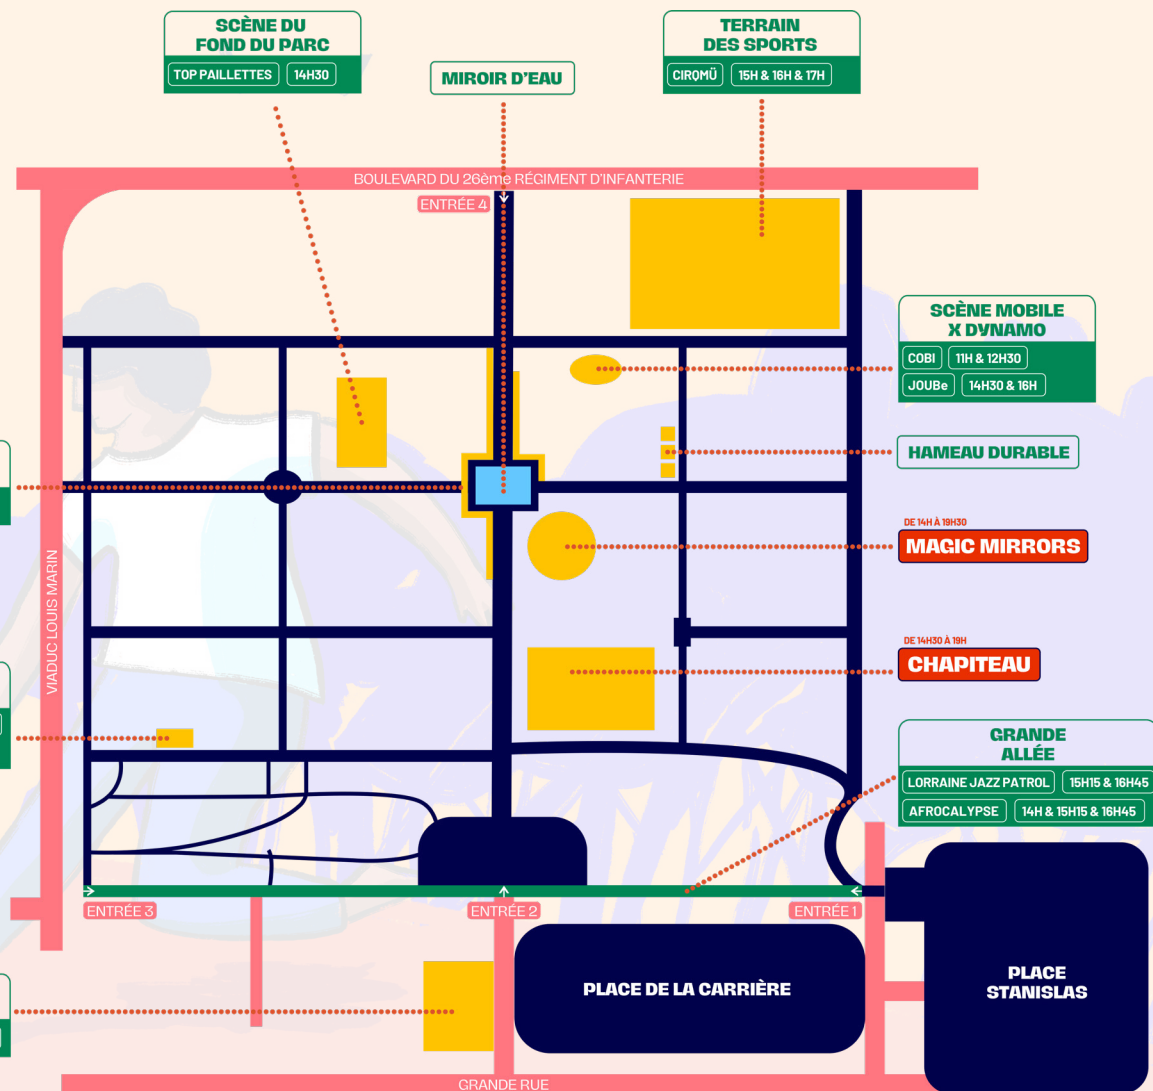 SCÈNE DU
FOND DU PARC
TOP PAILLETTES 14H30
MIROIR D'EAU
TERRAIN
DES SPORTS
CIRQMÜ 15H & 16H & 17H
BOULEVARD DU 26ème RÉGIMENT D'INFANTERIE
ENTRÉE 4
SCÈNE MOBILE
X DYNAMO
COBI 11H & 12H30
JOUBe 14H30 & 16H
HAMEAU DURABLE
DE 14H À 19H30
MAGIC MIRRORS
VIADUC LOUIS MARIN
DE 14H30 À 19H
CHAPITEAU
GRANDE
ALLÉE
LORRAINE JAZZ PATROL 15H15 & 16H45
AFROCALYPSE 14H & 15H15 & 16H45
ENTRÉE 3
ENTRÉE 2
ENTRÉE 1
PLACE DE LA CARRIÈRE
PLACE
STANISLAS
GRANDE RUE